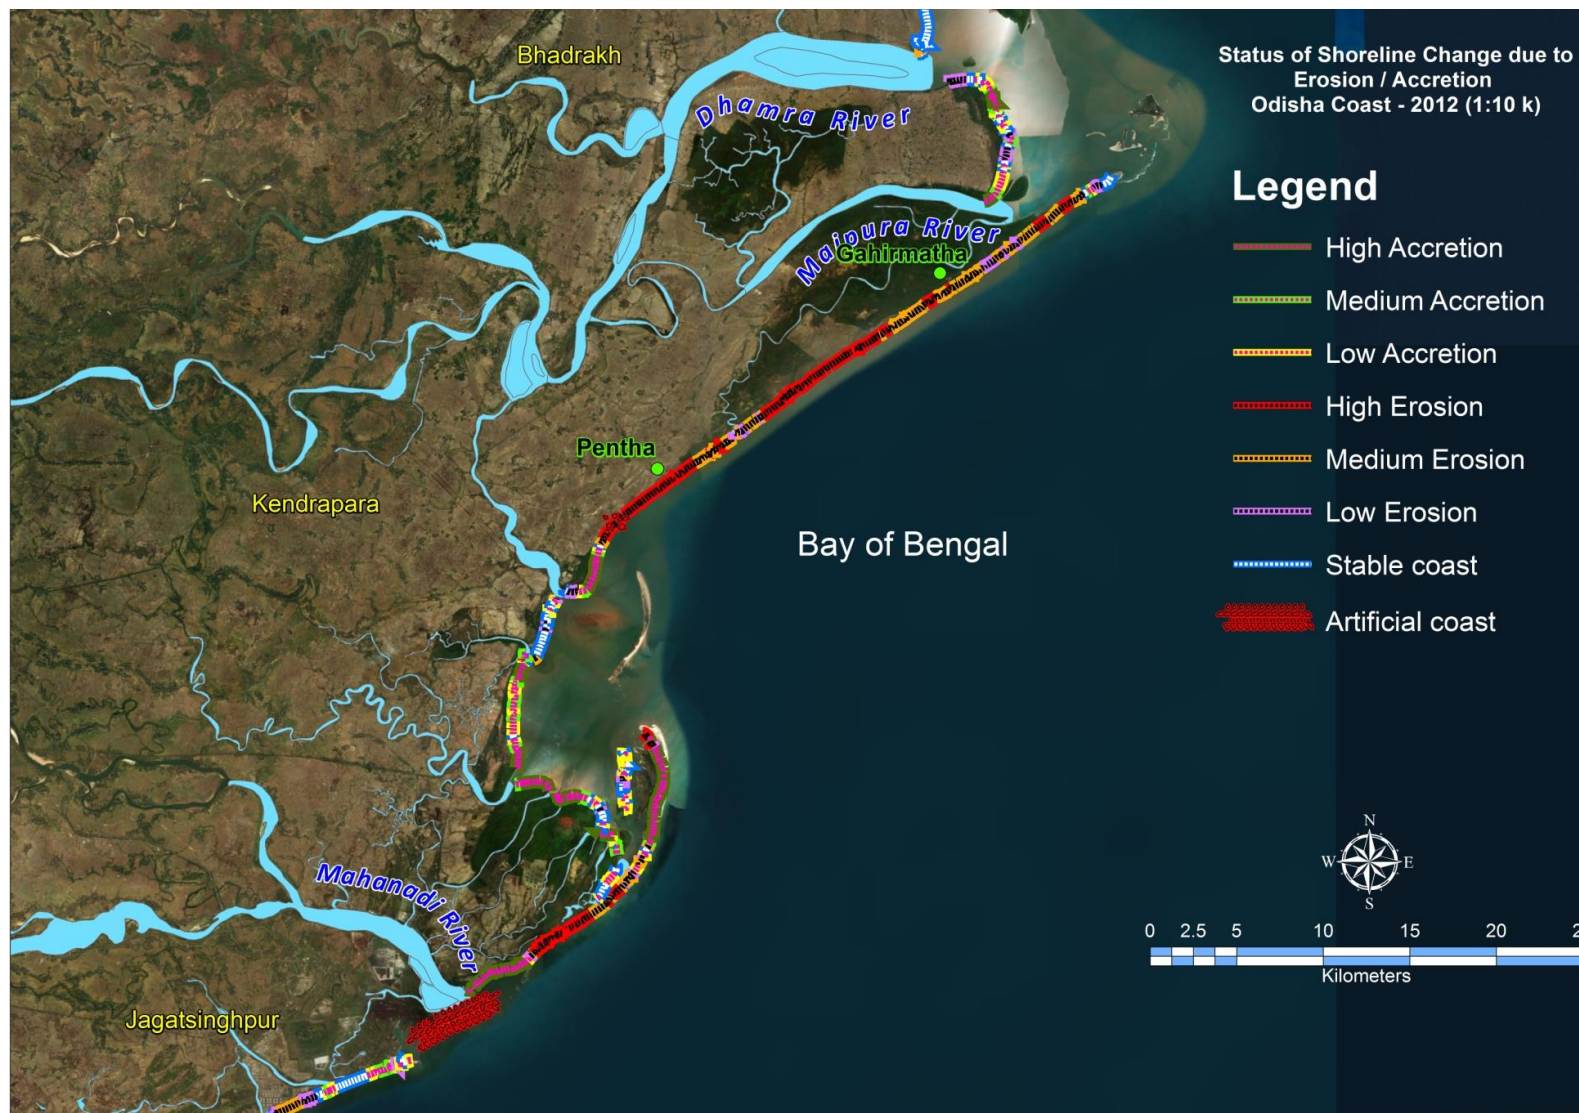 Status of Shoreline Change due to
Erosion / Accretion
Odisha Coast - 2012 (1:10 k)
Legend
High Accretion
Medium Accretion
Low Accretion
High Erosion
Medium Erosion
Low Erosion
Stable coast
Artificial coast
Bhadrakh
Dhamra River
Maipura River
Gahirmatha
Pentha
Kendrapara
Bay of Bengal
Mahanadi River
Jagatsinghpur
N
W E
S
0 2.5 5 10 15 20
Kilometers